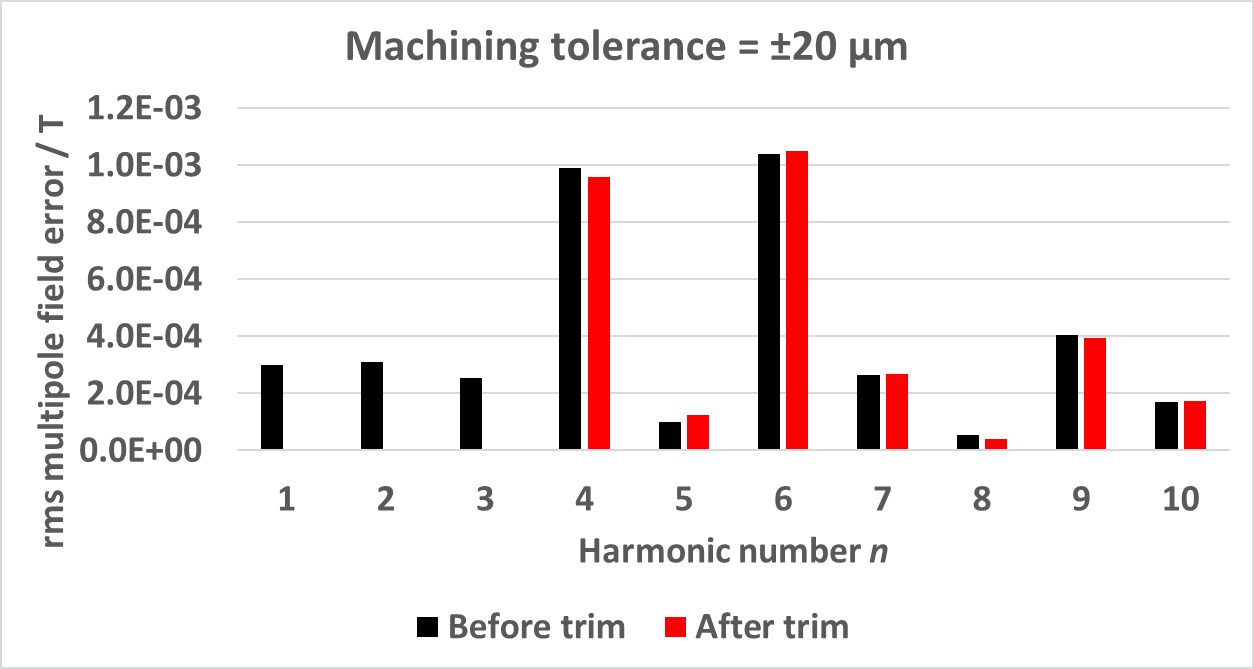 Machining tolerance = ±20 µm
rms multipole field error / T
1.2E-03
1.0E-03
8.0E-04
6.0E-04
4.0E-04
2.0E-04
0.0E+00
1 2 3 4 5 6 7 8 9 10
Harmonic number n
Before trim After trim